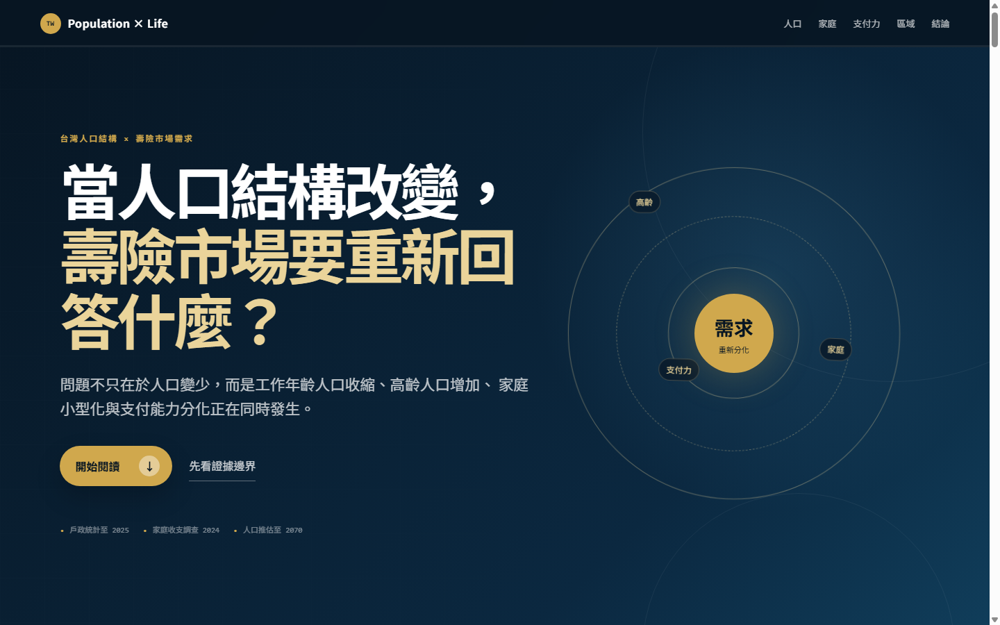 TW Population × Life
人口 家庭 支付力 區域 結論
台灣人口結構 × 壽險市場需求
當人口結構改變，
壽險市場要重新回
答什麼？
問題不只在於人口變少，而是工作年齡人口收縮、高齡人口增加、 家庭
小型化與支付能力分化正在同時發生。
開始閱讀 ↓
先看證據邊界
• 戶政統計至 2025 • 家庭收支調查 2024 • 人口推估至 2070
高齡
需求
重新分化
家庭
支付力